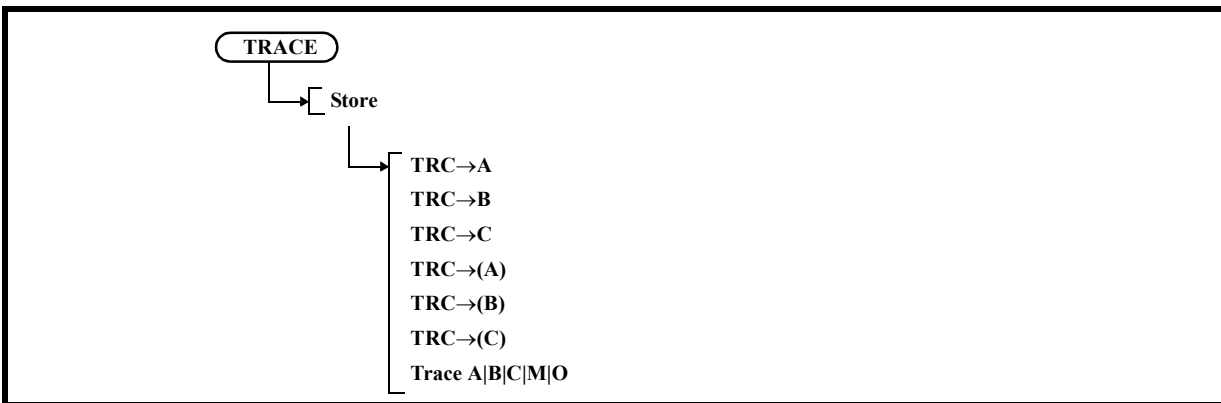 TRACE
Store
TRC→A
TRC→B
TRC→C
TRC→(A)
TRC→(B)
TRC→(C)
Trace A|B|C|M|O